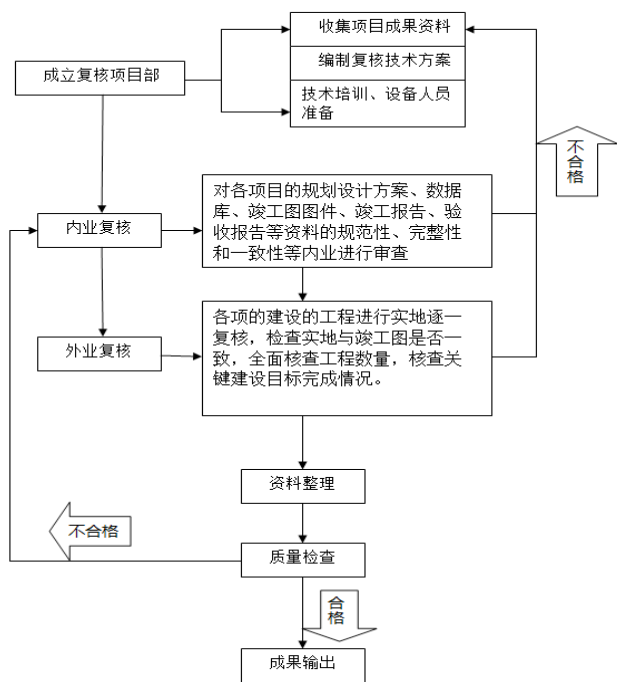 收集项目成果资料
成立复核项目部
编制复核技术方案
技术培训、设备人员
准备
不合格
对各项目的规划设计方案、数据
库、竣工图图件、竣工报告、验
收报告等资料的规范性、完整性
和一致性等内业进行审查
内业复核
各项的建设的工程进行实地逐一
复核，检查实地与竣工图是否一
致，全面核查工程数量，核查关
键建设目标完成情况。
外业复核
资料整理
不合格
质量检查
合格
成果输出